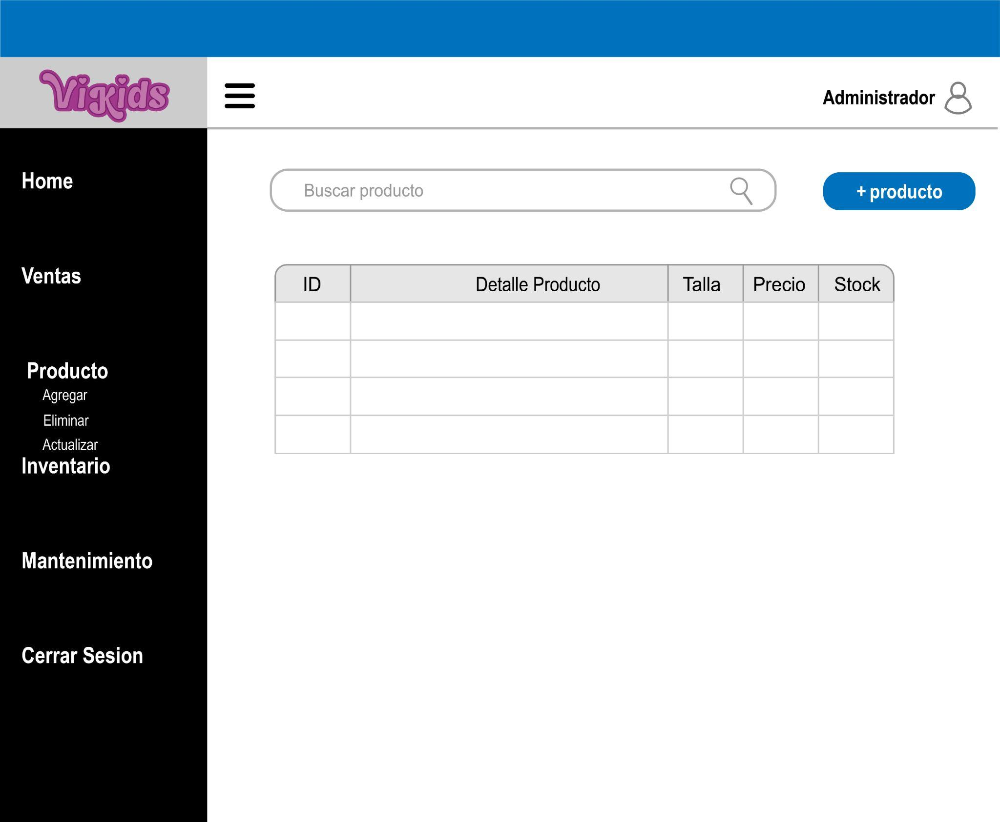 ViKids
Administrador
Home
Buscar producto
+ producto
Ventas
ID Detalle Producto Talla Precio Stock
Producto
Agregar
Eliminar
Actualizar
Inventario
Mantenimiento
Cerrar Sesion